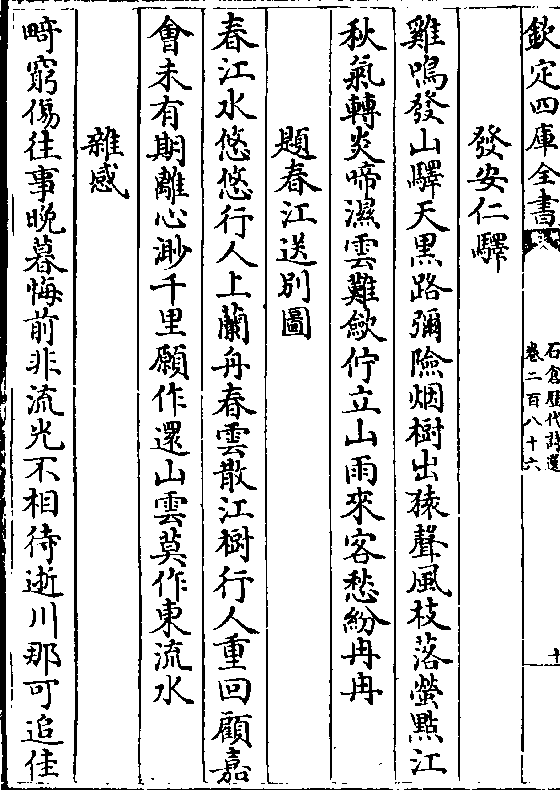 欽定四庫全書
石倉歷代詩選
卷二百八十六
十
發安仁驛
雞鳴發山驛天黒路彌險烟樹出猿聲風枝落螢㸃江
秋氣轉炎啼濕雲難歛佇立山雨來客愁紛冉冉
題春江送別圖
春江水悠悠行人上蘭舟春雲散江樹行人重回顧嘉
會未有期離心渺千里願作還山雲莫作東流水
雜感
畸窮傷往事晚暮悔前非流光不相待逝川那可追佳